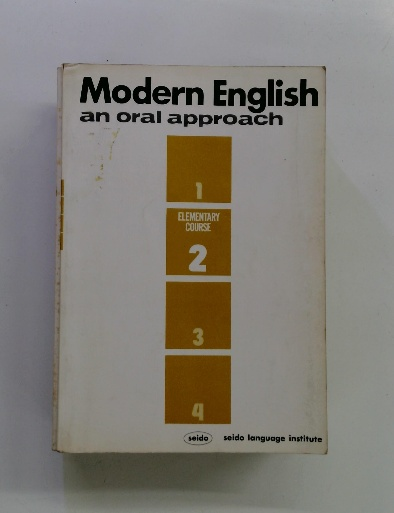 Modern English
an oral approach
1
ELEMENTARY
COURSE
2
3
4
seido seido language institute